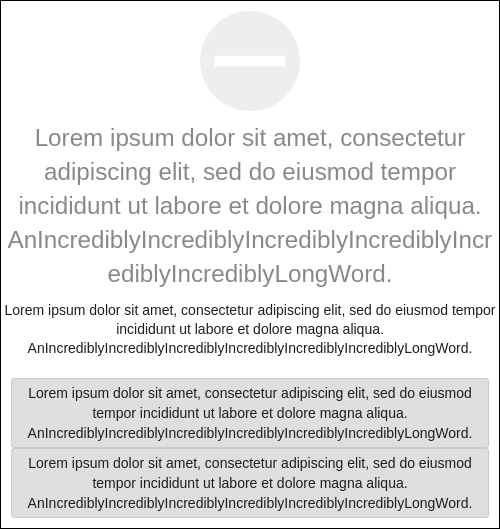 Lorem ipsum dolor sit amet, consectetur
adipiscing elit, sed do eiusmod tempor
incididunt ut labore et dolore magna aliqua.
AnIncrediblyIncrediblyIncrediblyIncrediblyIncr
ediblyIncrediblyLongWord.
Lorem ipsum dolor sit amet, consectetur adipiscing elit, sed do eiusmod tempor
incididunt ut labore et dolore magna aliqua.
AnIncrediblyIncrediblyIncrediblyIncrediblyIncrediblyIncrediblyLongWord.
Lorem ipsum dolor sit amet, consectetur adipiscing elit, sed do eiusmod
tempor incididunt ut labore et dolore magna aliqua.
AnIncrediblyIncrediblyIncrediblyIncrediblyIncrediblyIncrediblyLongWord.
Lorem ipsum dolor sit amet, consectetur adipiscing elit, sed do eiusmod
tempor incididunt ut labore et dolore magna aliqua.
AnIncrediblyIncrediblyIncrediblyIncrediblyIncrediblyIncrediblyLongWord.